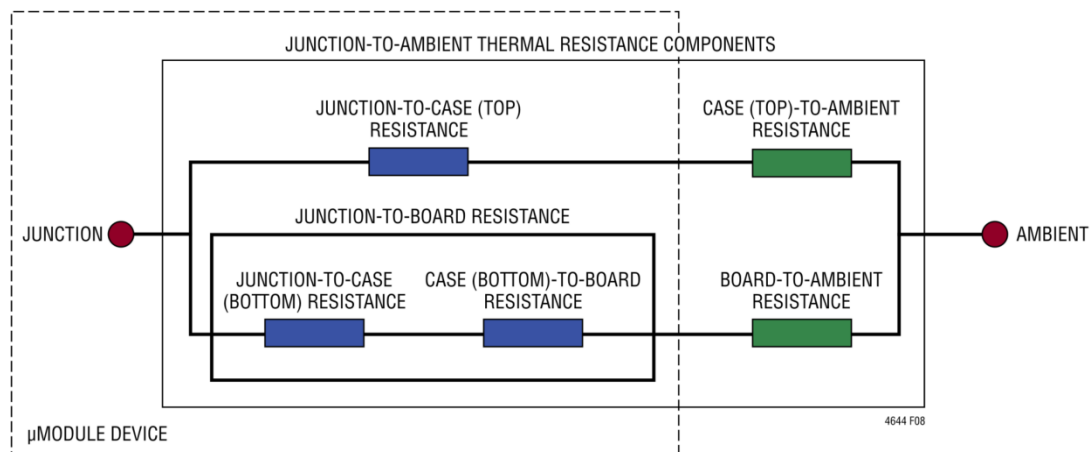 JUNCTION-TO-AMBIENT THERMAL RESISTANCE COMPONENTS
JUNCTION-TO-CASE (TOP)
RESISTANCE
CASE (TOP)-TO-AMBIENT
RESISTANCE
JUNCTION-TO-BOARD RESISTANCE
JUNCTION
AMBIENT
JUNCTION-TO-CASE
(BOTTOM) RESISTANCE
CASE (BOTTOM)-TO-BOARD
RESISTANCE
BOARD-TO-AMBIENT
RESISTANCE
4644 F08
µMODULE DEVICE